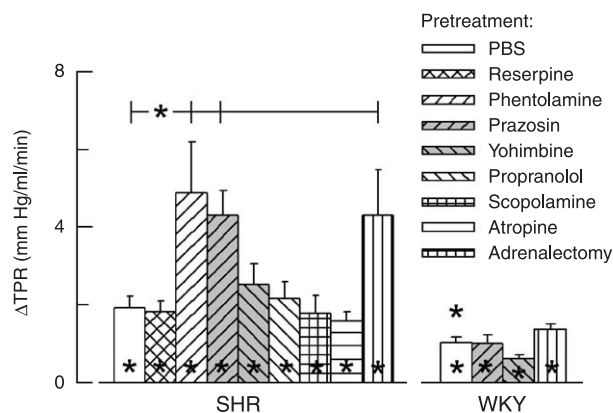 Pretreatment:
PBS
Reserpine
Phentolamine
Prazosin
Yohimbine
Propranolol
Scopolamine
Atropine
Adrenalectomy
ΔTPR (mm Hg/ml/min)
8
4
0
*
*
* * * * * * * * *
* * * *
SHR
WKY